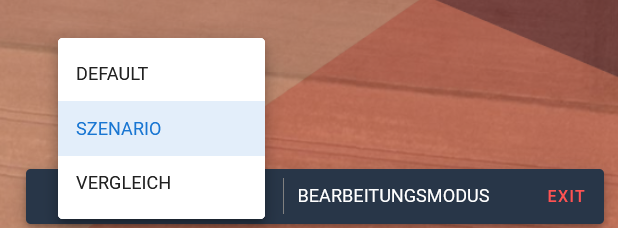 DEFAULT
SZENARIO
VERGLEICH
BEARBEITUNGSMODUS EXIT